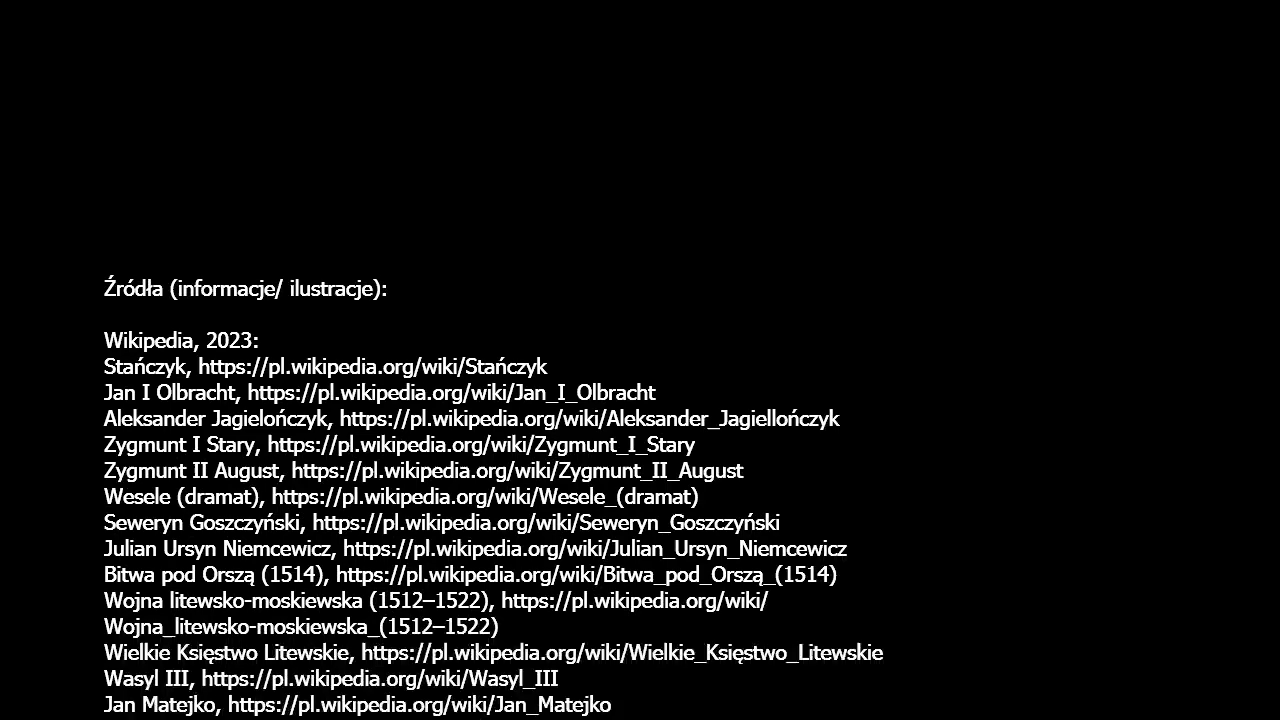 Źródła (informacje/ ilustracje):
Wikipedia, 2023:
Stańczyk, https://pl.wikipedia.org/wiki/Stańczyk
Jan I Olbracht, https://pl.wikipedia.org/wiki/Jan_I_Olbracht
Aleksander Jagielończyk, https://pl.wikipedia.org/wiki/Aleksander_Jagiellończyk
Zygmunt I Stary, https://pl.wikipedia.org/wiki/Zygmunt_I_Stary
Zygmunt II August, https://pl.wikipedia.org/wiki/Zygmunt_II_August
Wesele (dramat), https://pl.wikipedia.org/wiki/Wesele_(dramat)
Seweryn Goszczyński, https://pl.wikipedia.org/wiki/Seweryn_Goszczyński
Julian Ursyn Niemcewicz, https://pl.wikipedia.org/wiki/Julian_Ursyn_Niemcewicz
Bitwa pod Orszą (1514), https://pl.wikipedia.org/wiki/Bitwa_pod_Orszą_(1514)
Wojna litewsko-moskiewska (1512–1522), https://pl.wikipedia.org/wiki/
Wojna_litewsko-moskiewska_(1512–1522)
Wielkie Księstwo Litewskie, https://pl.wikipedia.org/wiki/Wielkie_Księstwo_Litewskie
Wasyl III, https://pl.wikipedia.org/wiki/Wasyl_III
Jan Matejko, https://pl.wikipedia.org/wiki/Jan_Matejko